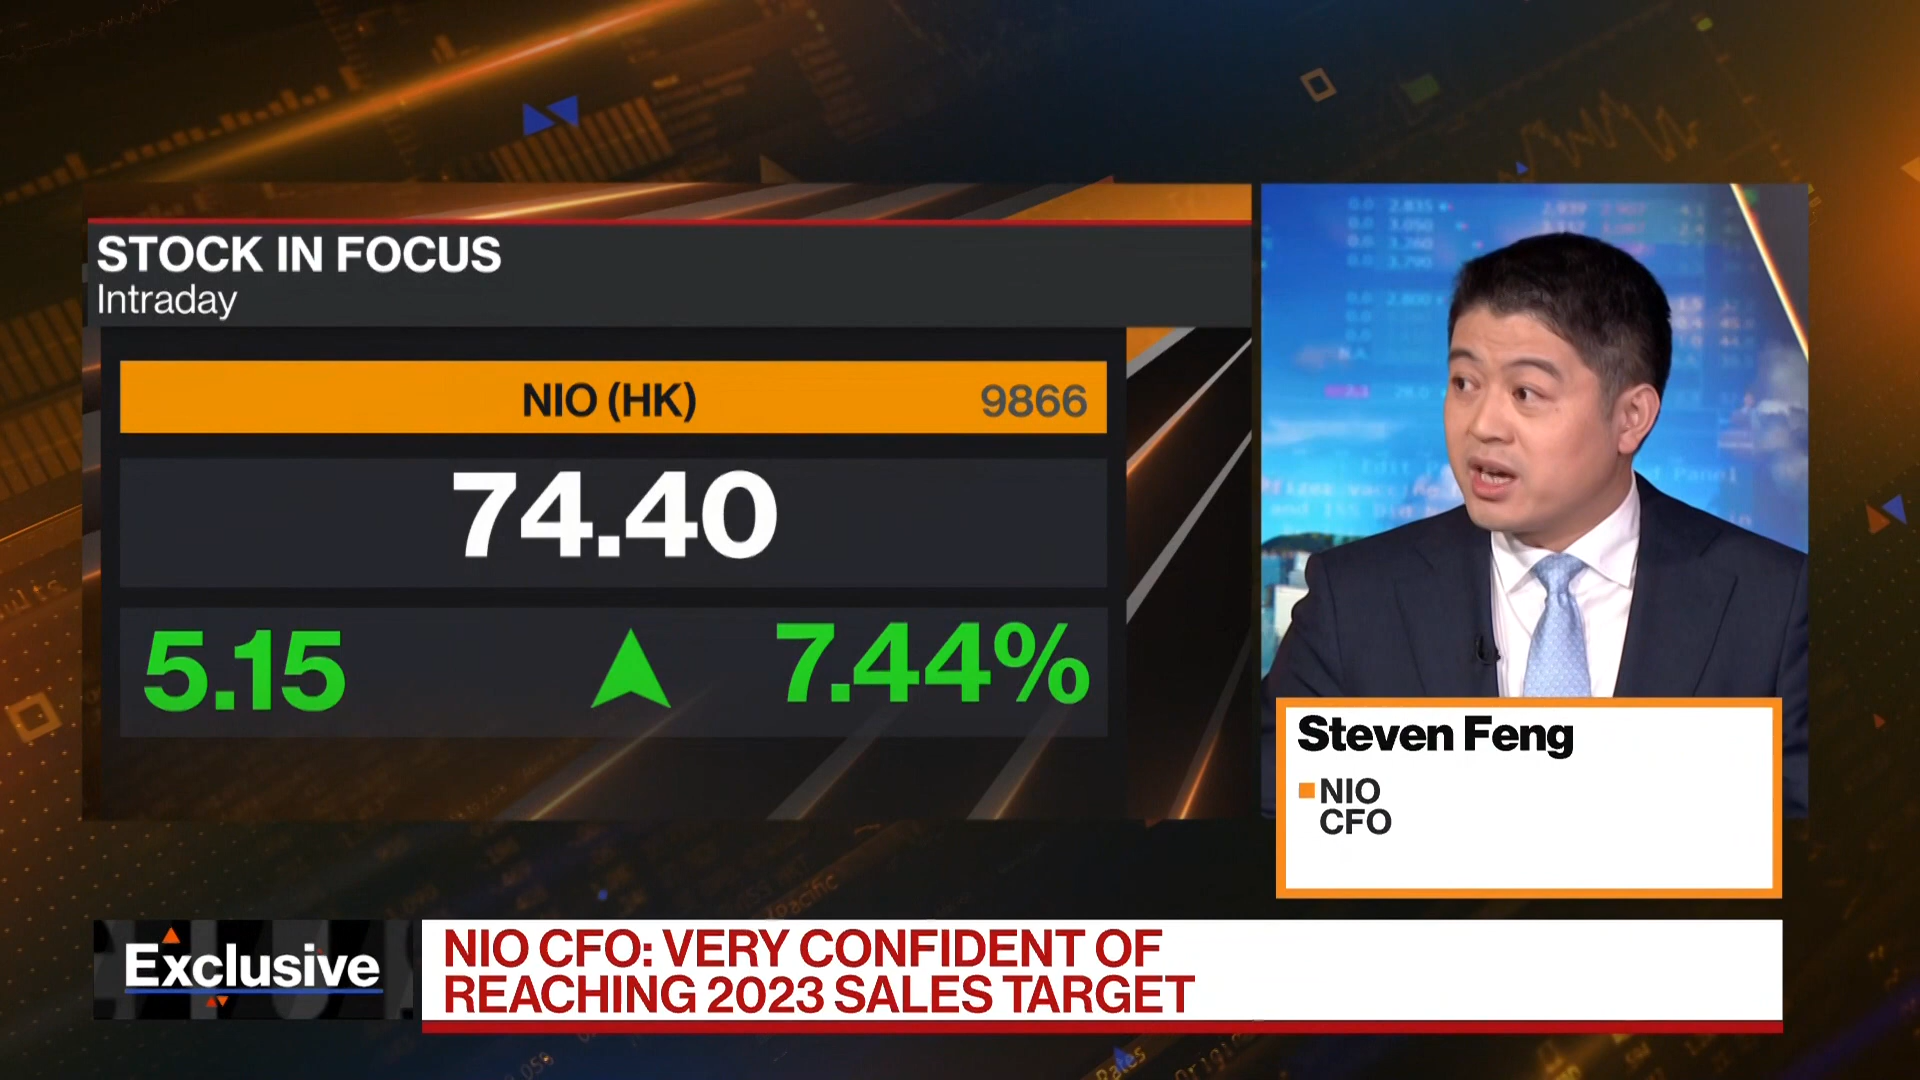 STOCK IN FOCUS
Intraday
NIO (HK) 9866
74.40
5.15 7.44%
Steven Feng
NIO
CFO
Exclusive
NIO CFO: VERY CONFIDENT OF
REACHING 2023 SALES TARGET